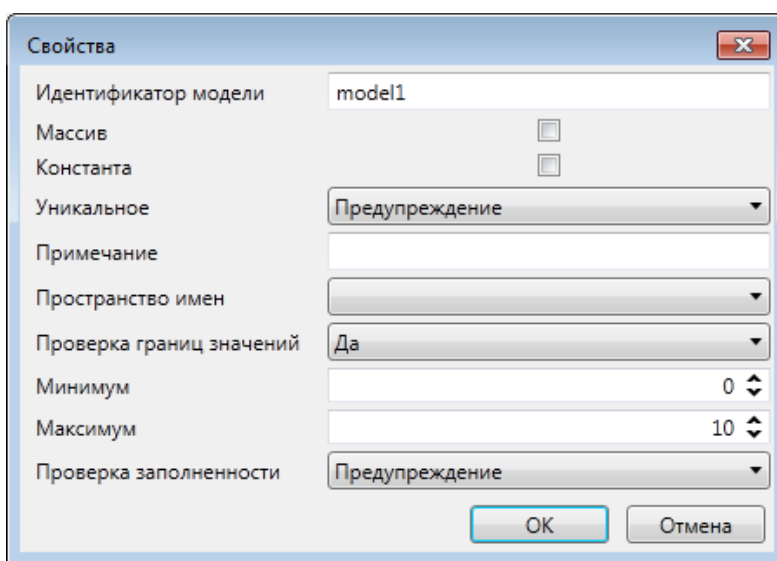 Свойства
Идентификатор модели model1
Массив
Константа
Уникальное Предупреждение
Примечание
Пространство имен
Проверка границ значений Да
Минимум 0
Максимум 10
Проверка заполненности Предупреждение
OK Отмена